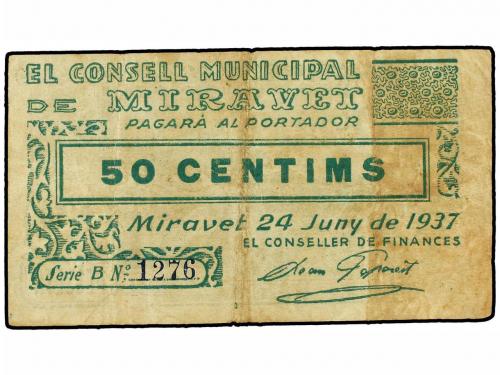 EL CONSELL MUNICIPAL
DE MIRAVET
PAGARÀ AL PORTADOR
50 CENTIMS
Miravet 24 Juny de 1937
EL CONSELLER DE FINANCES
Serie B Nº 1276